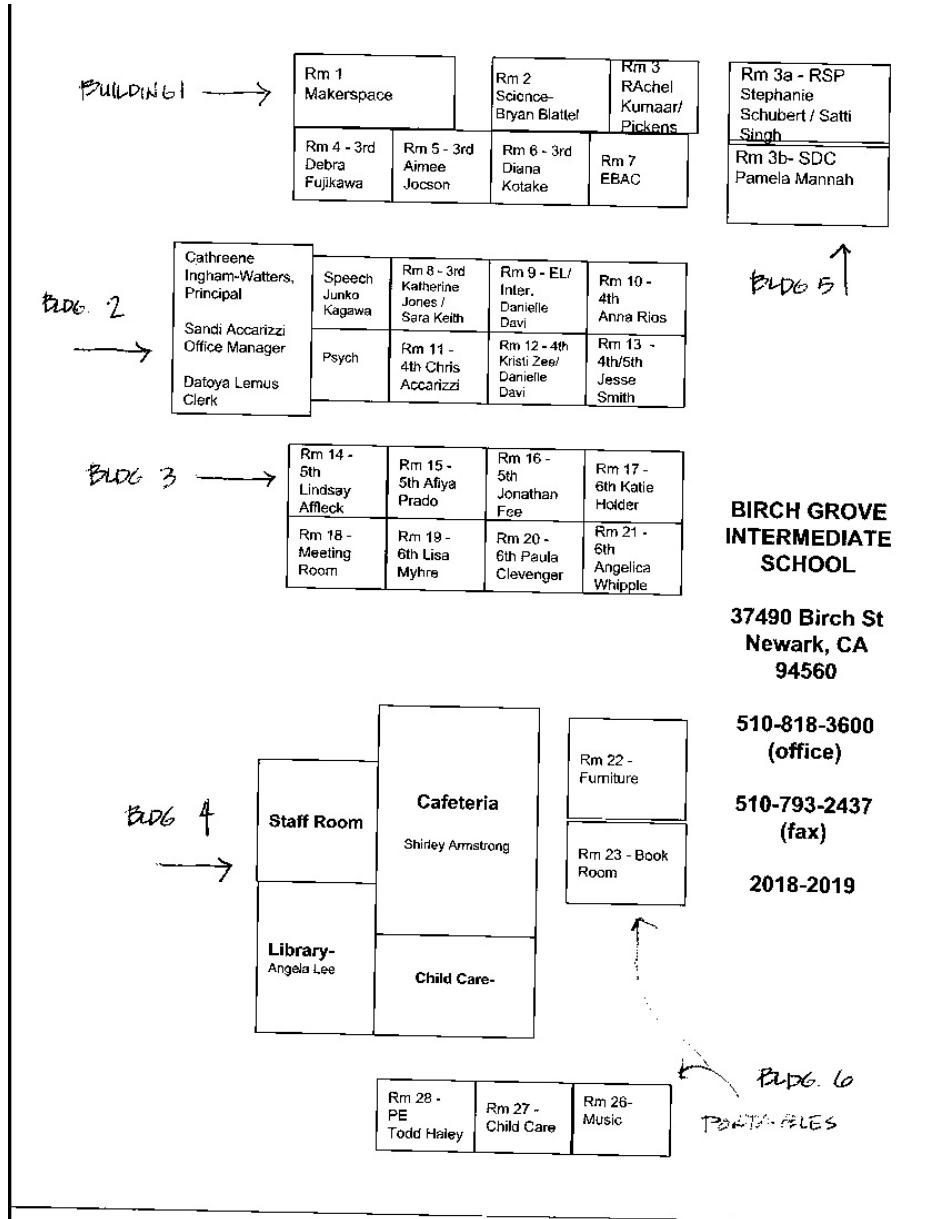 BUILDING 1
Rm 1
Makerspace
Rm 2
Science-
Bryan Blattel
Rm 3
RAchel
Kumaar/
Pickens
Rm 3a - RSP
Stephanie
Schubert / Satti
Singh
Rm 4 - 3rd
Debra
Fujikawa
Rm 5 - 3rd
Aimee
Jocson
Rm 6 - 3rd
Diana
Kotake
Rm 7
EBAC
Rm 3b- SDC
Pamela Mannah
BLDG 5
BLDG. 2
Cathreene
Ingham-Watters,
Principal
Sandi Accarizzi
Office Manager
Datoya Lemus
Clerk
Speech
Junko
Kagawa
Rm 8 - 3rd
Katherine
Jones /
Sara Keith
Rm 9 - EL/
Inter.
Danielle
Davi
Rm 10 -
4th
Anna Rios
Psych
Rm 11 -
4th Chris
Accarizzi
Rm 12 - 4th
Kristi Zee/
Danielle
Davi
Rm 13 -
4th/5th
Jesse
Smith
BLDG 3
Rm 14 -
5th
Lindsay
Affleck
Rm 15 -
5th Afiya
Prado
Rm 16 -
5th
Jonathan
Fee
Rm 17 -
6th Katie
Holder
Rm 18 -
Meeting
Room
Rm 19 -
6th Lisa
Myhre
Rm 20 -
6th Paula
Clevenger
Rm 21 -
6th
Angelica
Whipple
BIRCH GROVE
INTERMEDIATE
SCHOOL
37490 Birch St
Newark, CA
94560
510-818-3600
(office)
510-793-2437
(fax)
2018-2019
BLDG 4
Staff Room
Cafeteria
Shirley Armstrong
Rm 22 -
Furniture
Rm 23 - Book
Room
Library-
Angela Lee
Child Care-
BLDG. 6
PORTABLES
Rm 28 -
PE
Todd Haley
Rm 27 -
Child Care
Rm 26-
Music